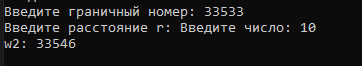 Введите граничный номер: 33533
Введите расстояние r: Введите число: 10
w2: 33546